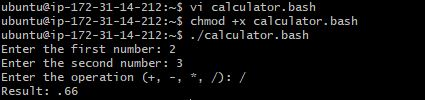 ubuntu@ip-172-31-14-212:~$ vi calculator.bash
ubuntu@ip-172-31-14-212:~$ chmod +x calculator.bash
ubuntu@ip-172-31-14-212:~$ ./calculator.bash
Enter the first number: 2
Enter the second number: 3
Enter the operation (+, -, *, /): /
Result: .66